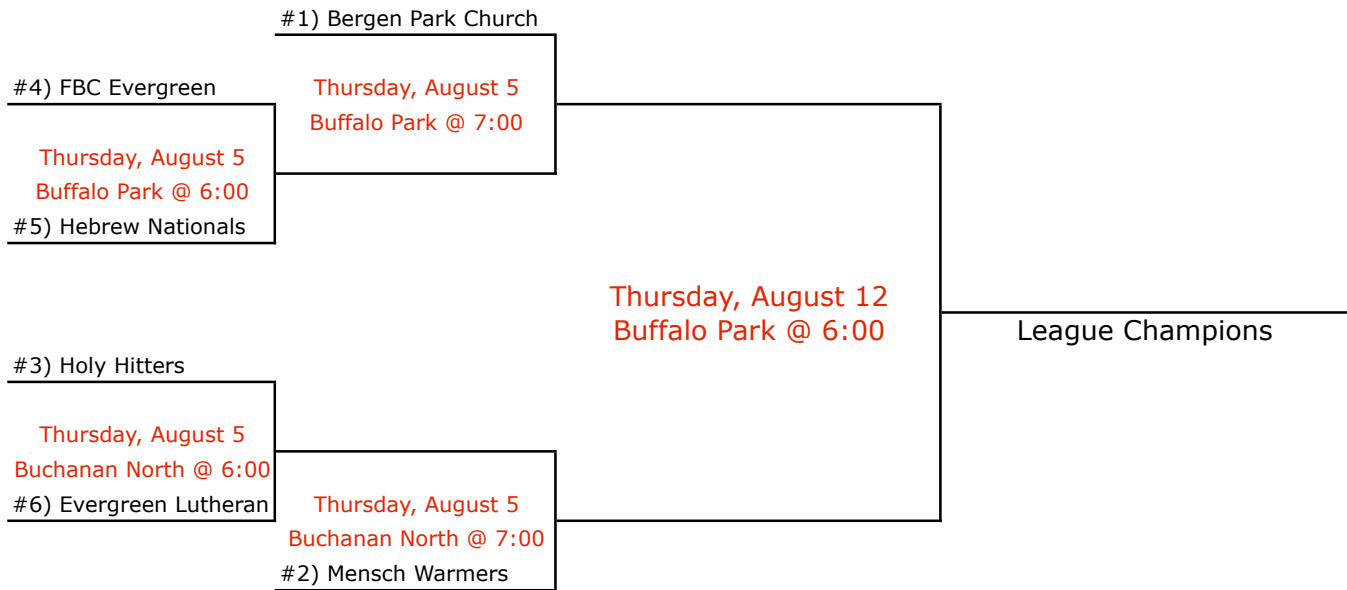 #1) Bergen Park Church
#4) FBC Evergreen
Thursday, August 5
Buffalo Park @ 7:00
Thursday, August 5
Buffalo Park @ 6:00
#5) Hebrew Nationals
Thursday, August 12
Buffalo Park @ 6:00
League Champions
#3) Holy Hitters
Thursday, August 5
Buchanan North @ 6:00
#6) Evergreen Lutheran
Thursday, August 5
Buchanan North @ 7:00
#2) Mensch Warmers